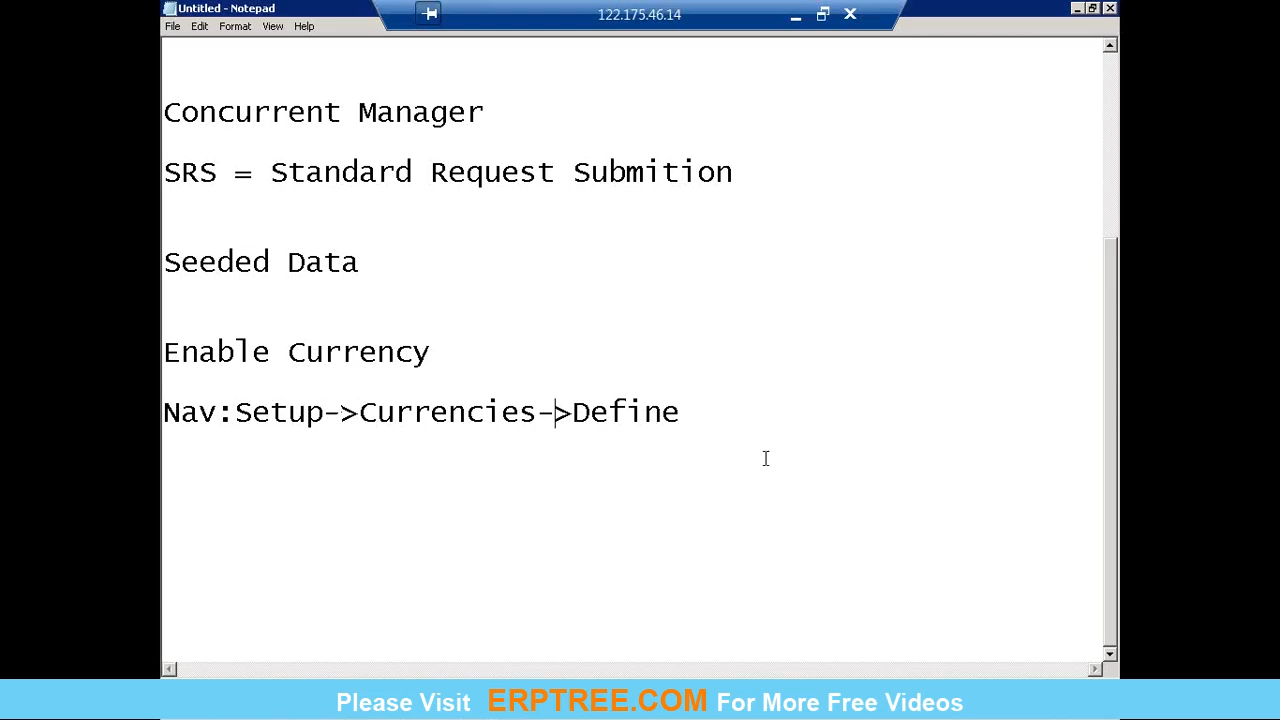 Untitled - Notepad
122.175.46.14
File Edit Format View Help
Concurrent Manager
SRS = Standard Request Submition
Seeded Data
Enable Currency
Nav:Setup->Currencies->Define
Please Visit ERPTREE.COM For More Free Videos